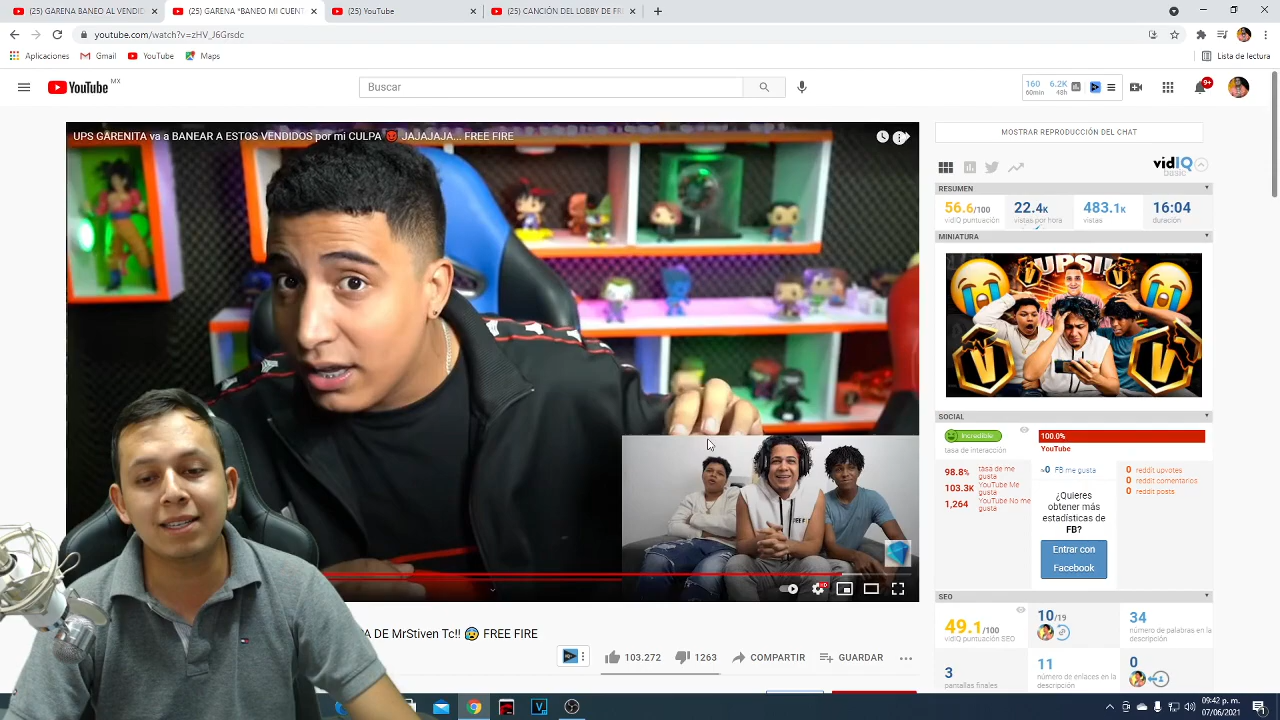 (25) GARENA BANEO AL VENDID
(25) GARENA "BANEO MI CUENT
YouTube
(25) CANCIÓN DEL LOBBY DE FR
youtube.com/watch?v=zHV_J6Grsdc
Aplicaciones
Gmail
YouTube
Maps
Lista de lectura
YouTube MX
Buscar
160
60min
6.2K
48h
9+
UPS GARENITA va a BANEAR A ESTOS VENDIDOS por mi CULPA 😈 JAJAJAJA... FREE FIRE
MOSTRAR REPRODUCCIÓN DEL CHAT
vidIQ
basic
RESUMEN
56.6/100
vidIQ puntuación
22.4K
vistas por hora
483.1K
vistas
16:04
duración
MINIATURA
UPS!!
SOCIAL
Incredible
tasa de interacción
100.0%
YouTube
98.8% tasa de me gusta
103.3K YouTube Me gusta
1,264 YouTube No me gusta
≈0 FB me gusta
¿Quieres obtener más estadísticas de FB?
Entrar con Facebook
0 reddit upvotes
0 reddit comentarios
0 reddit posts
SEO
49.1/100
vidIQ puntuación SEO
10/19
34
número de palabras en la descripción
3
pantallas finales
11
número de enlaces en la descripción
0
PA DE MrStiven Tc!! 😰 FREE FIRE
103.272
1263
COMPARTIR
GUARDAR
09:42 p. m.
07/06/2021